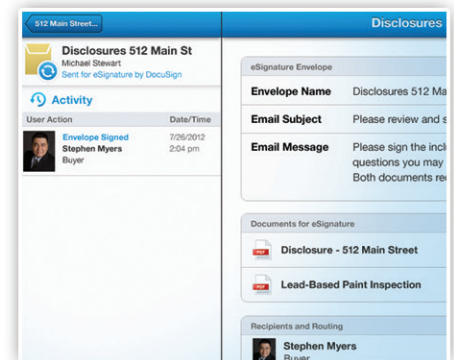 512 Main Street...
Disclosures 512 Main St
Michael Stewart
Sent for eSignature by DocuSign
Activity
User Action Date/Time
Envelope Signed 7/26/2012
Stephen Myers 2:04 pm
Buyer
Disclosures
eSignature Envelope
Envelope Name Disclosures 512 Ma
Email Subject Please review and s
Email Message Please sign the incl
questions you may
Both documents re
Documents for eSignature
PDF Disclosure - 512 Main Street
PDF Lead-Based Paint Inspection
Recipients and Routing
Stephen Myers
Buyer